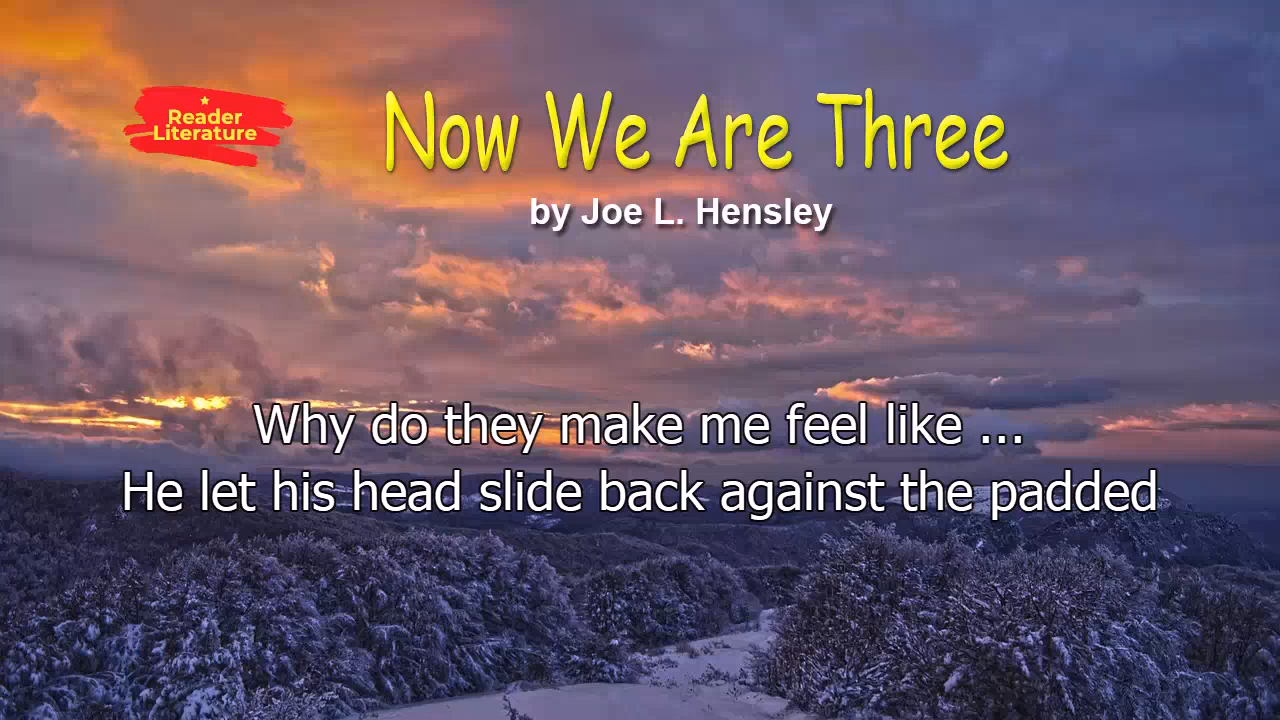 Reader
Literature
Now We Are Three
by Joe L. Hensley
Why do they make me feel like ...
He let his head slide back against the padded